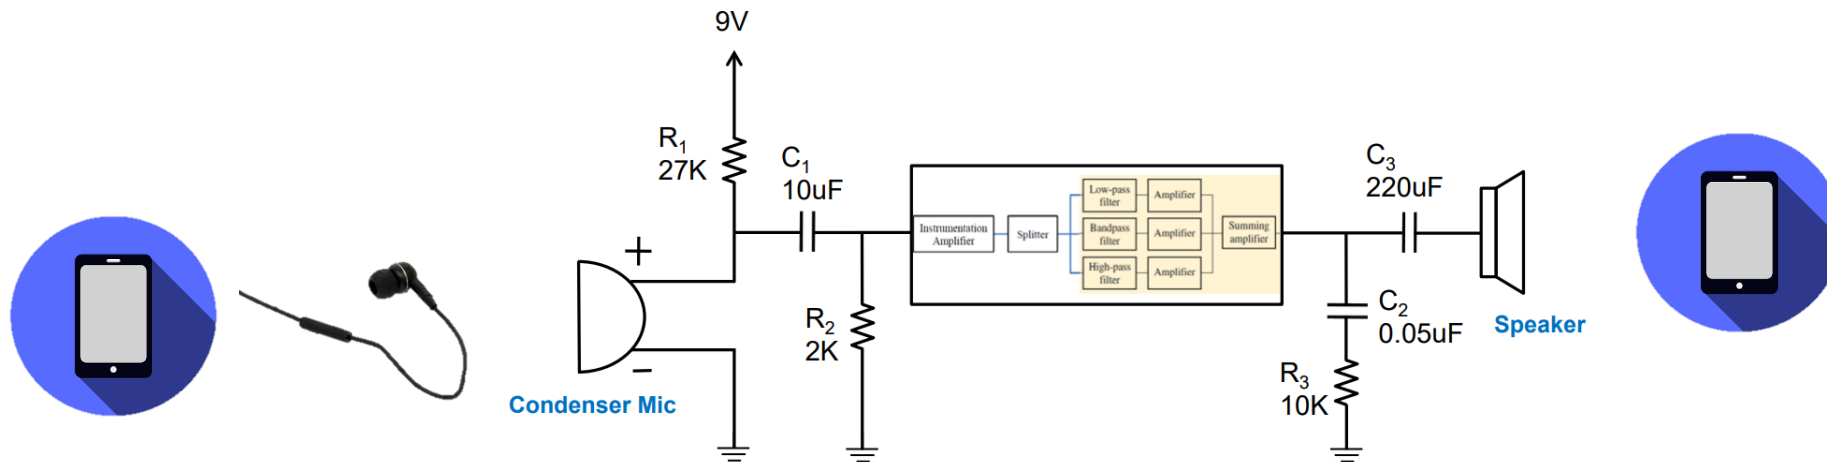 9V
R1
27K
C1
10uF
+
−
Condenser Mic
R2
2K
Instrumentation
Amplifier
Splitter
Low-pass
filter
Amplifier
Bandpass
filter
Amplifier
High-pass
filter
Amplifier
Summing
amplifier
C3
220uF
C2
0.05uF
R3
10K
Speaker